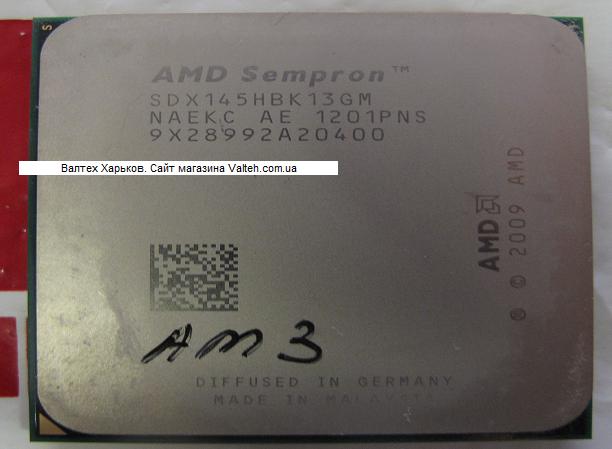 S
AMD Sempron™
SDX145HBK13GM
NAEKC AE 1201PNS
9X28992A20400
Валтех Харьков. Сайт магазина Valteh.com.ua
AMD
® © 2009 AMD
AM3
DIFFUSED IN GERMANY
MADE IN MALAYSIA